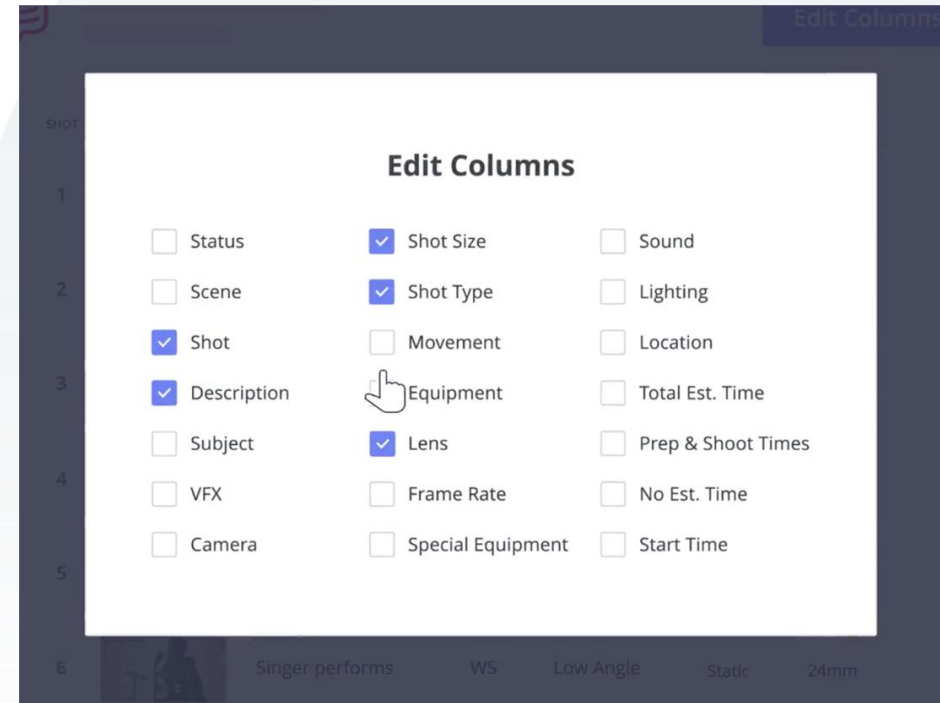 Edit Columns
SHOT
1
2
3
4
5
6
Edit Columns
Status
Scene
Shot
Description
Subject
VFX
Camera
Shot Size
Shot Type
Movement
Equipment
Lens
Frame Rate
Special Equipment
Sound
Lighting
Location
Total Est. Time
Prep & Shoot Times
No Est. Time
Start Time
Singer performs WS Low Angle Static 24mm